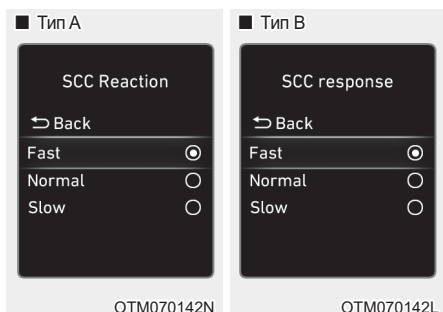 ■ Тип A
SCC Reaction
Back
Fast
Normal
Slow
OTM070142N
■ Тип B
SCC response
Back
Fast
Normal
Slow
OTM070142L